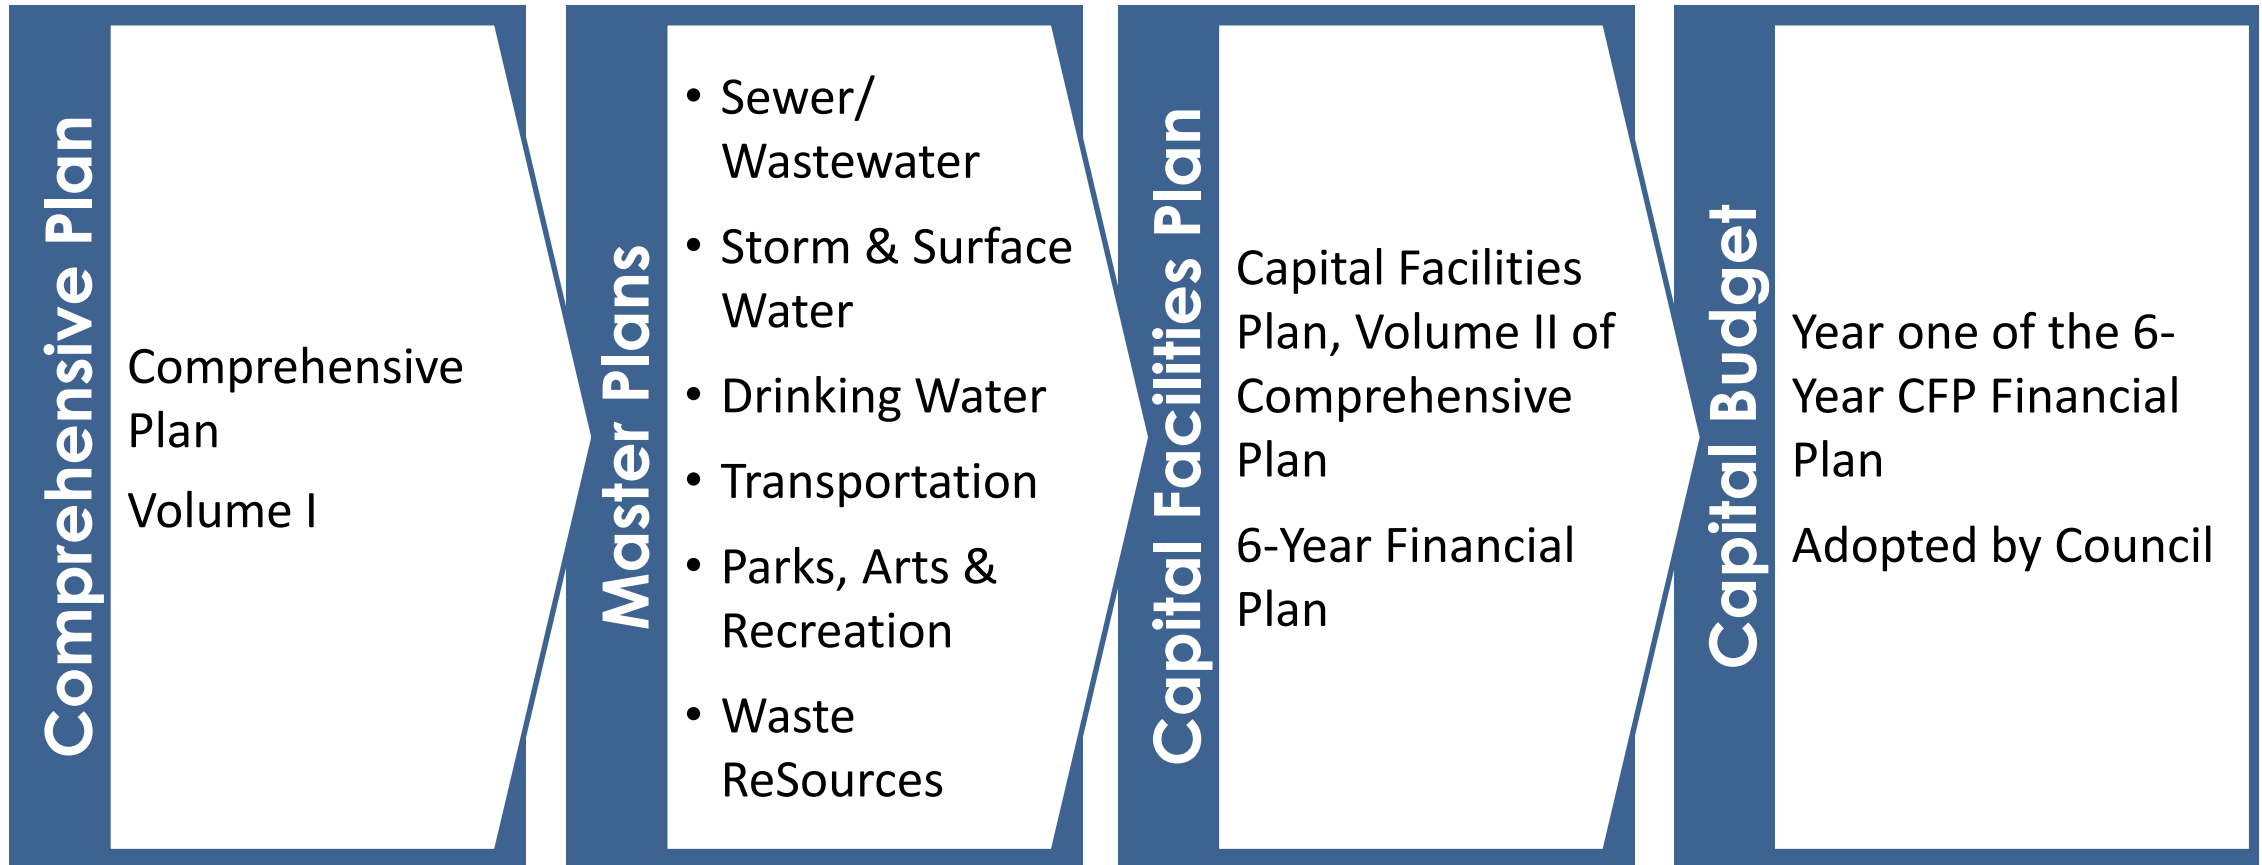 Comprehensive Plan
Comprehensive
Plan
Volume I
Master Plans
• Sewer/
Wastewater
• Storm & Surface
Water
• Drinking Water
• Transportation
• Parks, Arts &
Recreation
• Waste
ReSources
Capital Facilities Plan
Capital Facilities
Plan, Volume II of
Comprehensive
Plan
6-Year Financial
Plan
Capital Budget
Year one of the 6-
Year CFP Financial
Plan
Adopted by Council